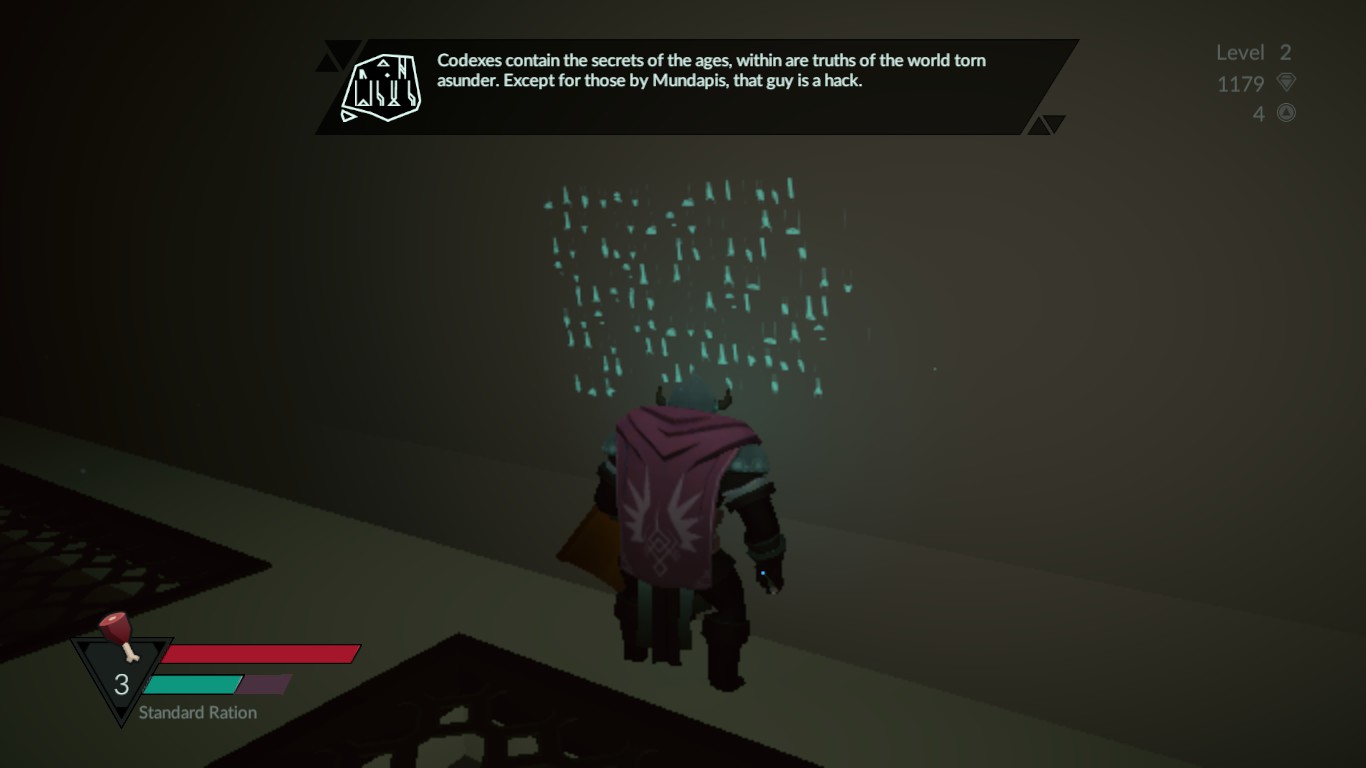 Codexes contain the secrets of the ages, within are truths of the world torn
asunder. Except for those by Mundapis, that guy is a hack.
Level 2
1179
4
3
Standard Ration